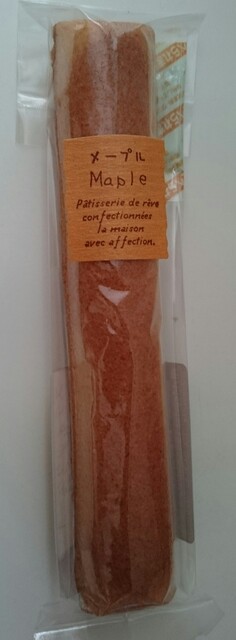 メープル
Maple
Pâtisserie de rêve
confectionnées
la maison
avec affection.